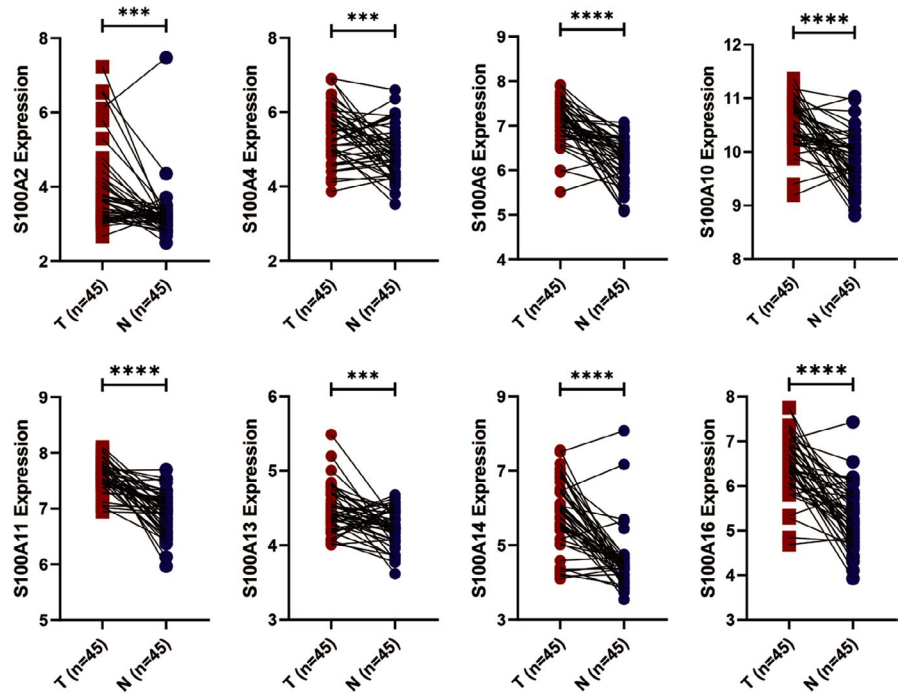 ***
8
6
4
2
S100A2 Expression
T (n=45)
N (n=45)
***
8
6
4
2
S100A4 Expression
T (n=45)
N (n=45)
****
9
8
7
6
5
4
S100A6 Expression
T (n=45)
N (n=45)
****
12
11
10
9
8
S100A10 Expression
T (n=45)
N (n=45)
****
9
8
7
6
5
S100A11 Expression
T (n=45)
N (n=45)
***
6
5
4
3
S100A13 Expression
T (n=45)
N (n=45)
****
9
7
5
3
S100A14 Expression
T (n=45)
N (n=45)
****
8
7
6
5
4
3
S100A16 Expression
T (n=45)
N (n=45)